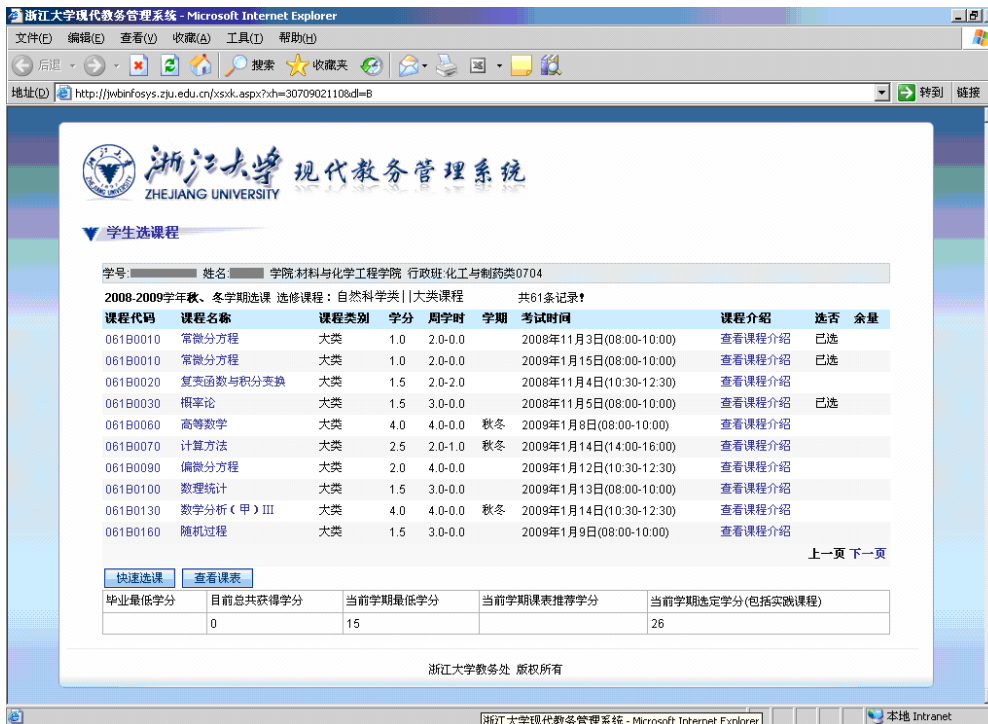 浙江大学现代教务管理系统 - Microsoft Internet Explorer
文件(F) 编辑(E) 查看(V) 收藏(A) 工具(T) 帮助(H)
后退 搜索 收藏夹
地址(D) http://jwbinfosys.zju.edu.cn/xsxk.aspx?xh=3070902110&dl=B 转到 链接
浙江大学 现代教务管理系统
ZHEJIANG UNIVERSITY
学生选课程
学号: 姓名: 学院:材料与化学工程学院 行政班:化工与制药类0704
2008-2009学年秋、冬学期选课 选修课程：自然科学类||大类课程 共61条记录!
课程代码 课程名称 课程类别 学分 周学时 学期 考试时间 课程介绍 选否 余量
061B0010 常微分方程 大类 1.0 2.0-0.0 2008年11月3日(08:00-10:00) 查看课程介绍 已选
061B0010 常微分方程 大类 1.0 2.0-0.0 2009年1月15日(08:00-10:00) 查看课程介绍 已选
061B0020 复变函数与积分变换 大类 1.5 2.0-2.0 2008年11月4日(10:30-12:30) 查看课程介绍
061B0030 概率论 大类 1.5 3.0-0.0 2008年11月5日(08:00-10:00) 查看课程介绍 已选
061B0060 高等数学 大类 4.0 4.0-0.0 秋冬 2009年1月8日(08:00-10:00) 查看课程介绍
061B0070 计算方法 大类 2.5 2.0-1.0 秋冬 2009年1月14日(14:00-16:00) 查看课程介绍
061B0090 偏微分方程 大类 2.0 4.0-0.0 2009年1月12日(10:30-12:30) 查看课程介绍
061B0100 数理统计 大类 1.5 3.0-0.0 2009年1月13日(08:00-10:00) 查看课程介绍
061B0130 数学分析（甲）III 大类 4.0 4.0-0.0 秋冬 2009年1月14日(10:30-12:30) 查看课程介绍
061B0160 随机过程 大类 1.5 3.0-0.0 2009年1月9日(08:00-10:00) 查看课程介绍
上一页 下一页
快速选课 查看课表
毕业最低学分 目前总共获得学分 当前学期最低学分 当前学期课表推荐学分 当前学期选定学分(包括实践课程)
0 15 26
浙江大学教务处 版权所有
浙江大学现代教务管理系统 - Microsoft Internet Explorer 本地 Intranet